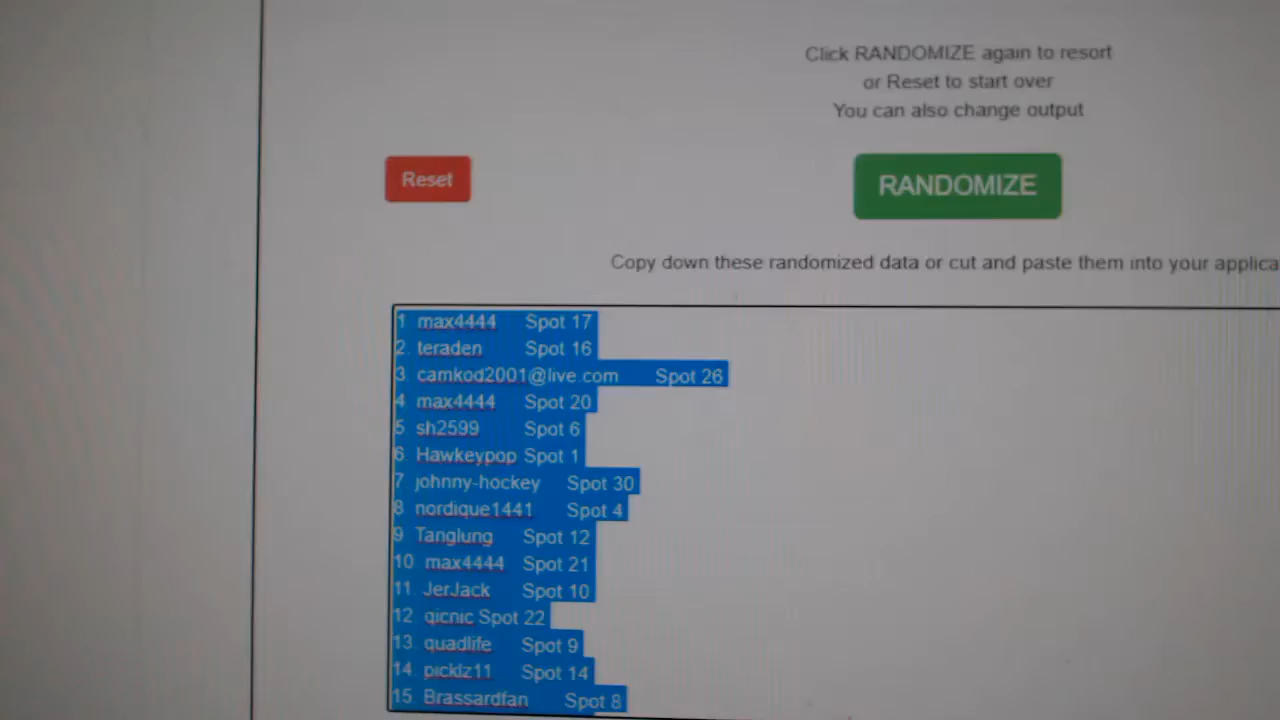 Click RANDOMIZE again to resort
or Reset to start over
You can also change output
Reset
RANDOMIZE
Copy down these randomized data or cut and paste them into your applica
1 max4444 Spot 17
2. teraden Spot 16
3 camkod2001@live.com Spot 26
4 max4444 Spot 20
5 sh2599 Spot 6
6. Hawkeypop Spot 1
7 johnny-hockey Spot 30
8 nordique1441 Spot 4
9 Tanglung Spot 12
10 max4444 Spot 21
11. JerJack Spot 10
12 gicnic Spot 22
13 quadlife Spot 9
14 picklz11 Spot 14
15 Brassardfan Spot 8